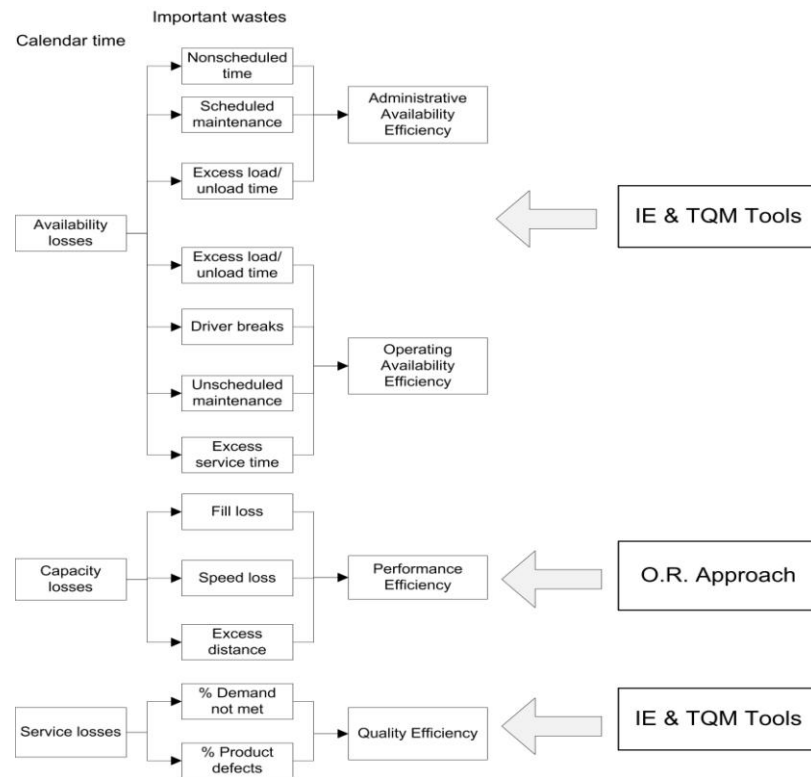 Important wastes
Calendar time
Nonscheduled
time
Scheduled
maintenance
Administrative
Availability
Efficiency
Excess load/
unload time
IE & TQM Tools
Availability
losses
Excess load/
unload time
Driver breaks
Operating
Availability
Efficiency
Unscheduled
maintenance
Excess
service time
Fill loss
Capacity
losses
Speed loss
Performance
Efficiency
O.R. Approach
Excess
distance
% Demand
not met
Service losses
Quality Efficiency
IE & TQM Tools
% Product
defects